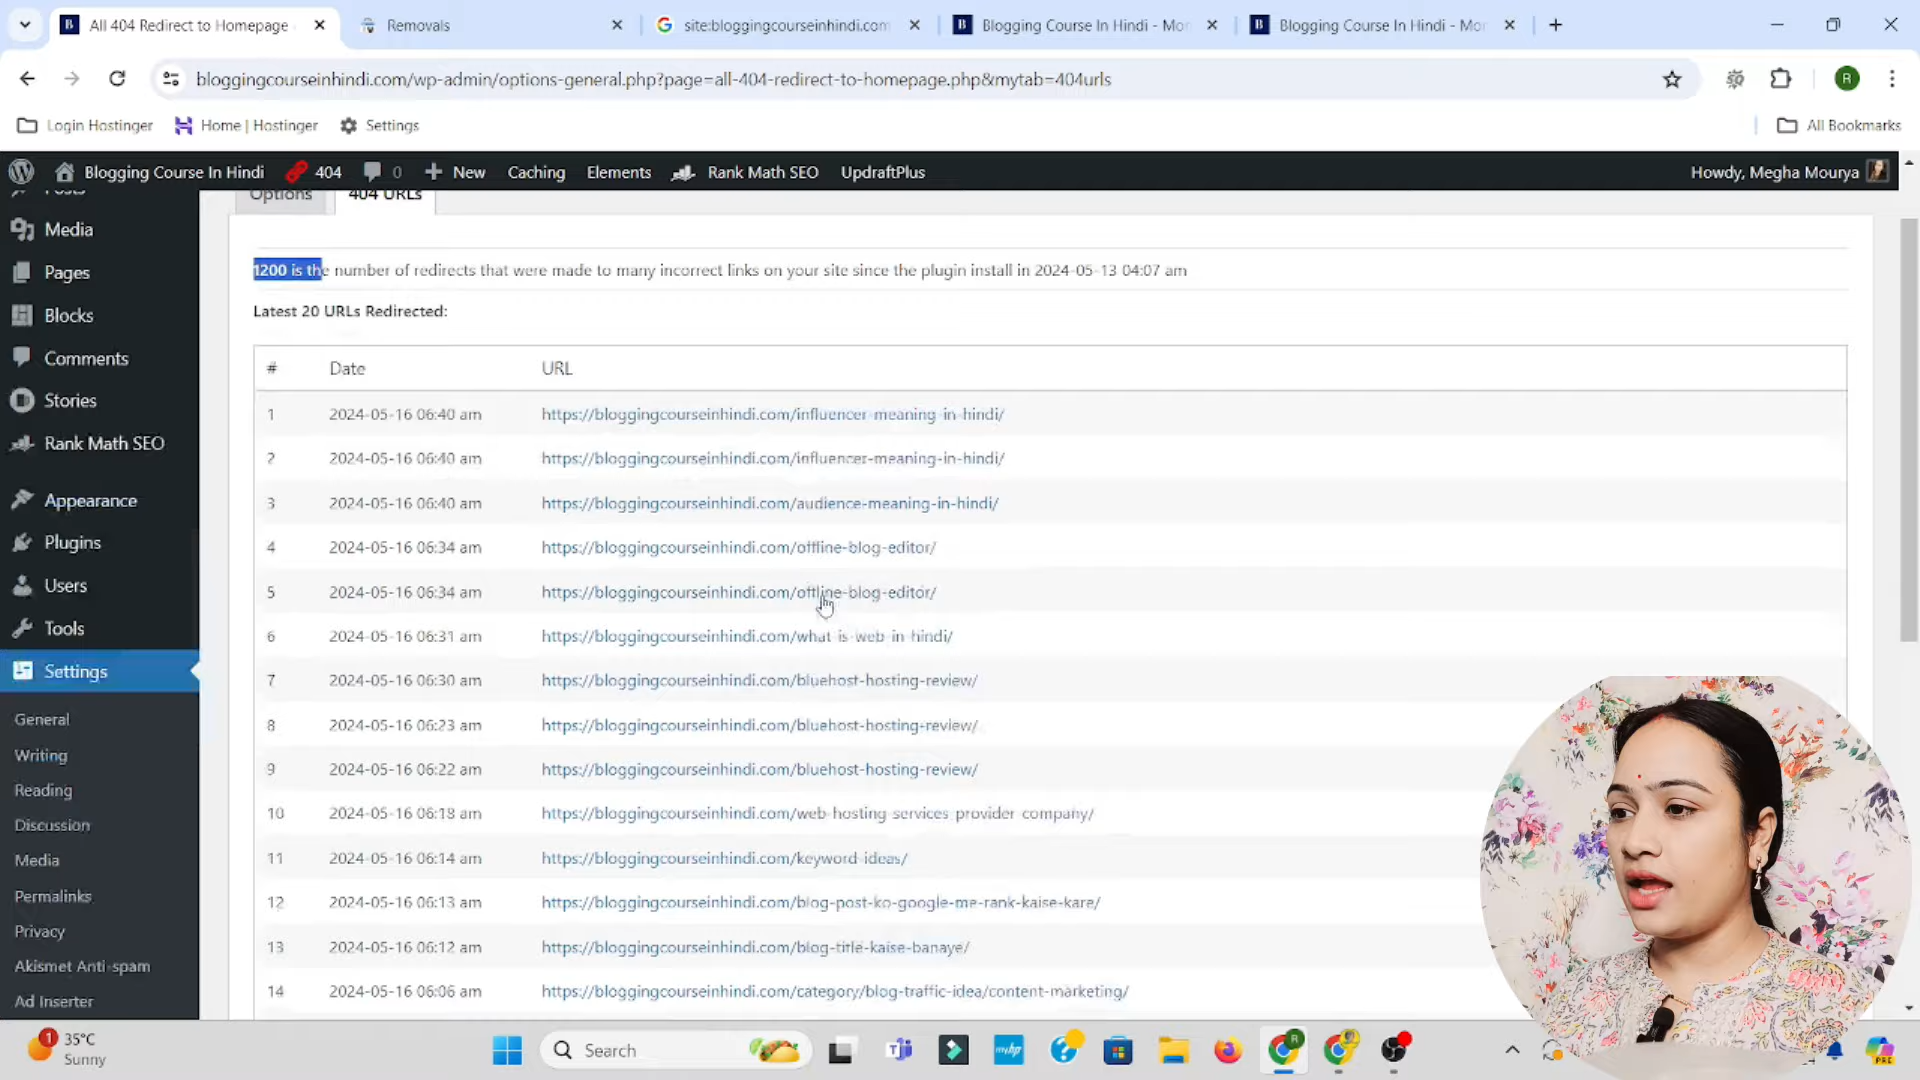 All 404 Redirect to Homepage
Removals
site:bloggingcourseinhindi.com
Blogging Course In Hindi - Mor
Blogging Course In Hindi - Mor
bloggingcourseinhindi.com/wp-admin/options-general.php?page=all-404-redirect-to-homepage.php&mytab=404urls
R
Login Hostinger
Home | Hostinger
Settings
All Bookmarks
Blogging Course In Hindi
404
0
New
Caching
Elements
Rank Math SEO
UpdraftPlus
Howdy, Megha Mourya
Posts
Media
Pages
Blocks
Comments
Stories
Rank Math SEO
Appearance
Plugins
Users
Tools
Settings
General
Writing
Reading
Discussion
Media
Permalinks
Privacy
Akismet Anti-spam
Ad Inserter
Options
404 URLs
1200 is the number of redirects that were made to many incorrect links on your site since the plugin install in 2024-05-13 04:07 am
Latest 20 URLs Redirected:
# Date URL
1 2024-05-16 06:40 am https://bloggingcourseinhindi.com/influencer-meaning-in-hindi/
2 2024-05-16 06:40 am https://bloggingcourseinhindi.com/influencer-meaning-in-hindi/
3 2024-05-16 06:40 am https://bloggingcourseinhindi.com/audience-meaning-in-hindi/
4 2024-05-16 06:34 am https://bloggingcourseinhindi.com/offline-blog-editor/
5 2024-05-16 06:34 am https://bloggingcourseinhindi.com/offline-blog-editor/
6 2024-05-16 06:31 am https://bloggingcourseinhindi.com/what-is-web-in-hindi/
7 2024-05-16 06:30 am https://bloggingcourseinhindi.com/bluehost-hosting-review/
8 2024-05-16 06:23 am https://bloggingcourseinhindi.com/bluehost-hosting-review/
9 2024-05-16 06:22 am https://bloggingcourseinhindi.com/bluehost-hosting-review/
10 2024-05-16 06:18 am https://bloggingcourseinhindi.com/web-hosting-services-provider-company/
11 2024-05-16 06:14 am https://bloggingcourseinhindi.com/keyword-ideas/
12 2024-05-16 06:13 am https://bloggingcourseinhindi.com/blog-post-ko-google-me-rank-kaise-kare/
13 2024-05-16 06:12 am https://bloggingcourseinhindi.com/blog-title-kaise-banaye/
14 2024-05-16 06:06 am https://bloggingcourseinhindi.com/category/blog-traffic-idea/content-marketing/
1
35°C
Sunny
Search
myhp
R
PRE